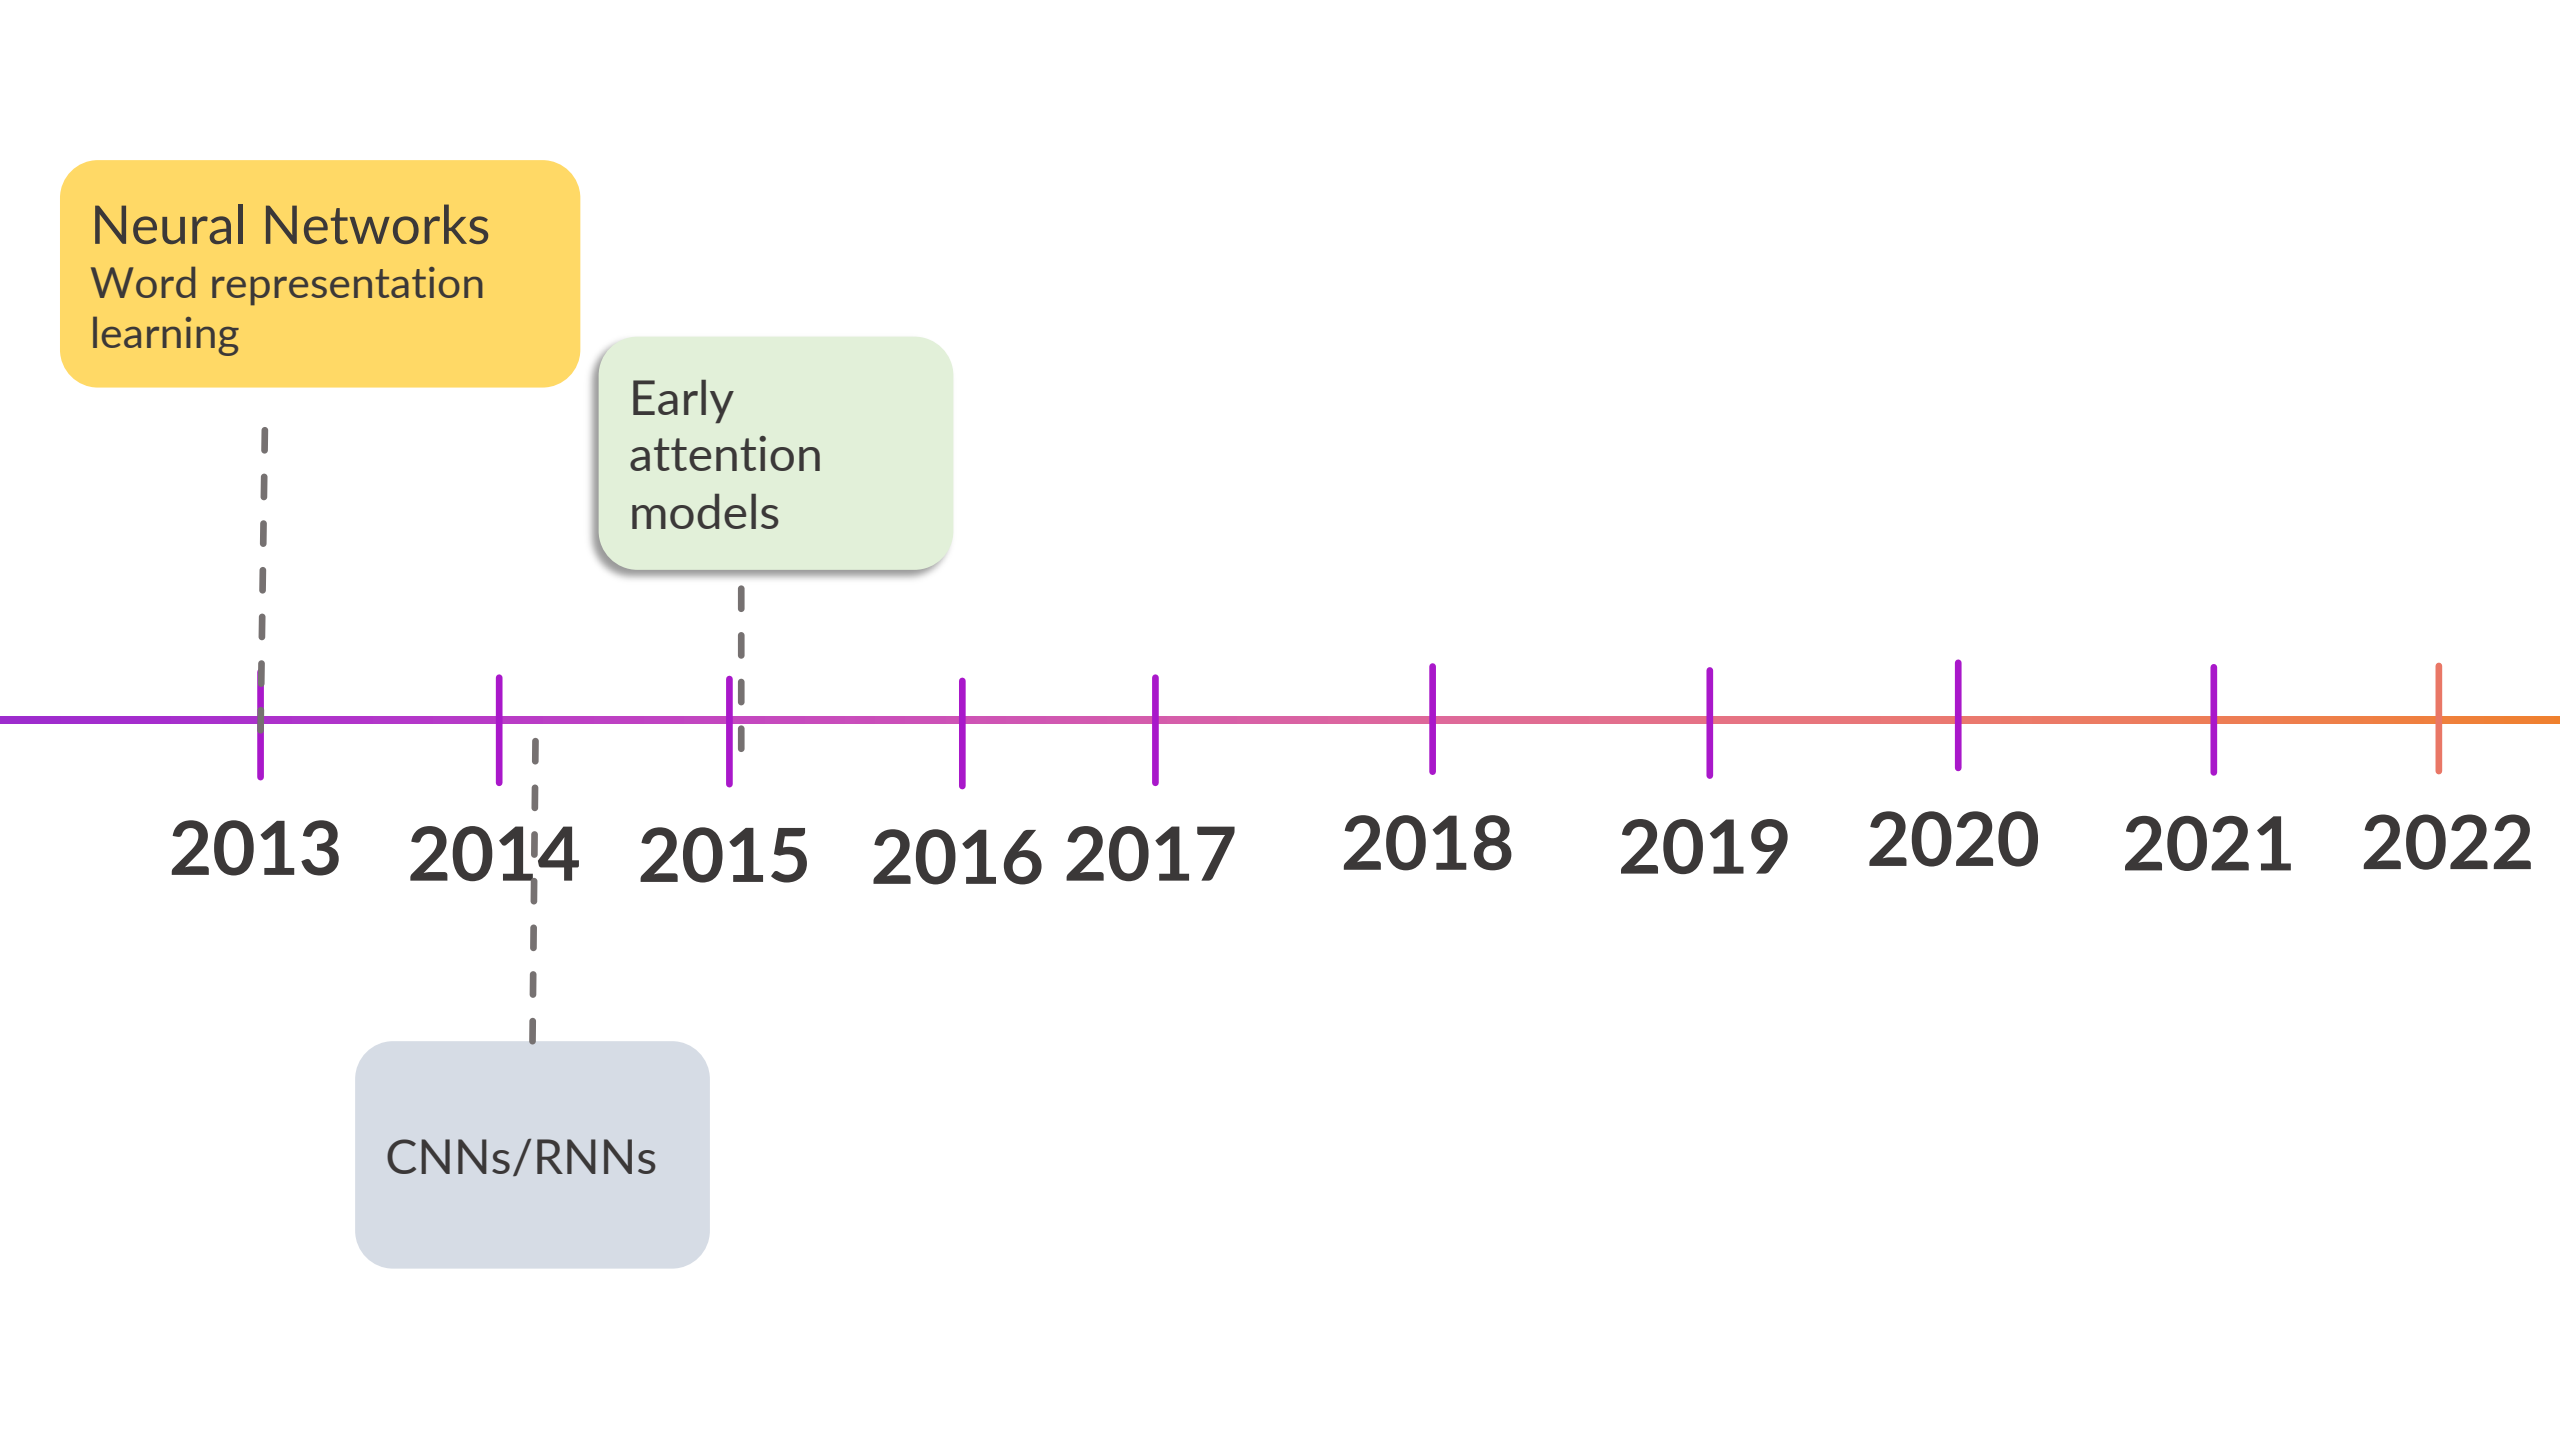 Neural Networks
Word representation
learning
Early
attention
models
2013 2014 2015 2016 2017 2018 2019 2020 2021 2022
CNNs/RNNs